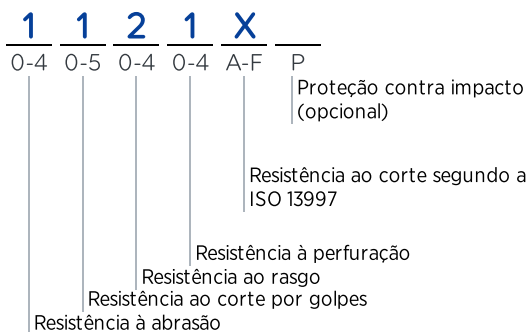 1 1 2 1 X
0-4 0-5 0-4 0-4 A-F P
Proteção contra impacto
(opcional)
Resistência ao corte segundo a
ISO 13997
Resistência à perfuração
Resistência ao rasgo
Resistência ao corte por golpes
Resistência à abrasão